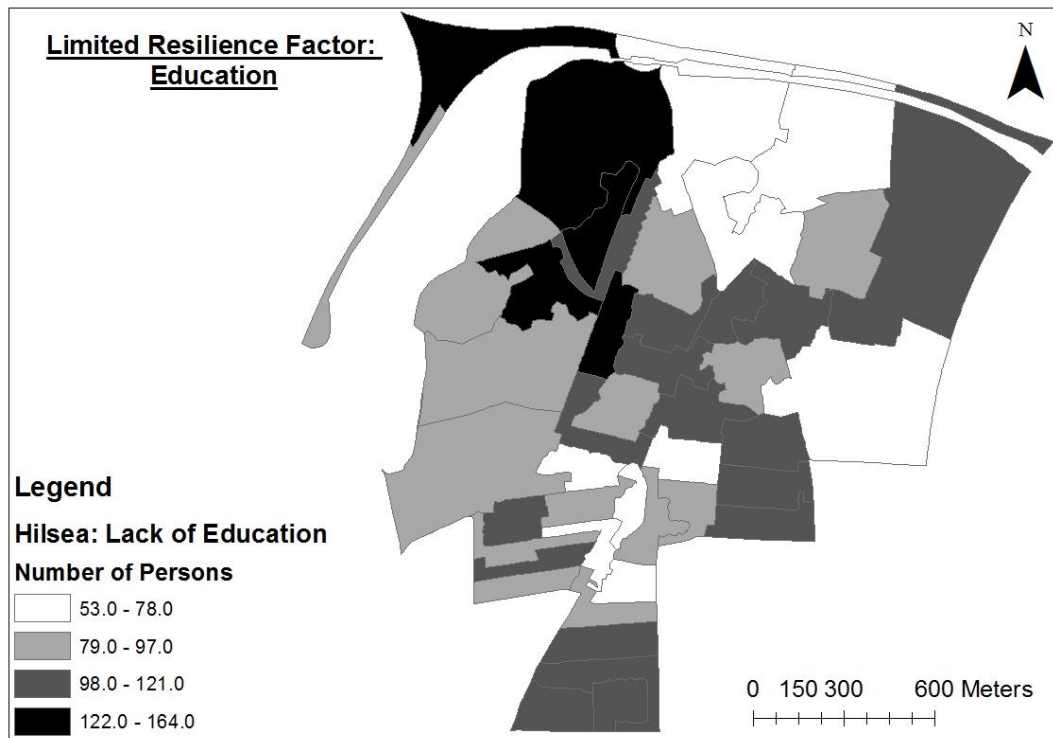 Limited Resilience Factor:
Education
N
Legend
Hilsea: Lack of Education
Number of Persons
53.0 - 78.0
79.0 - 97.0
98.0 - 121.0
122.0 - 164.0
0 150 300 600 Meters